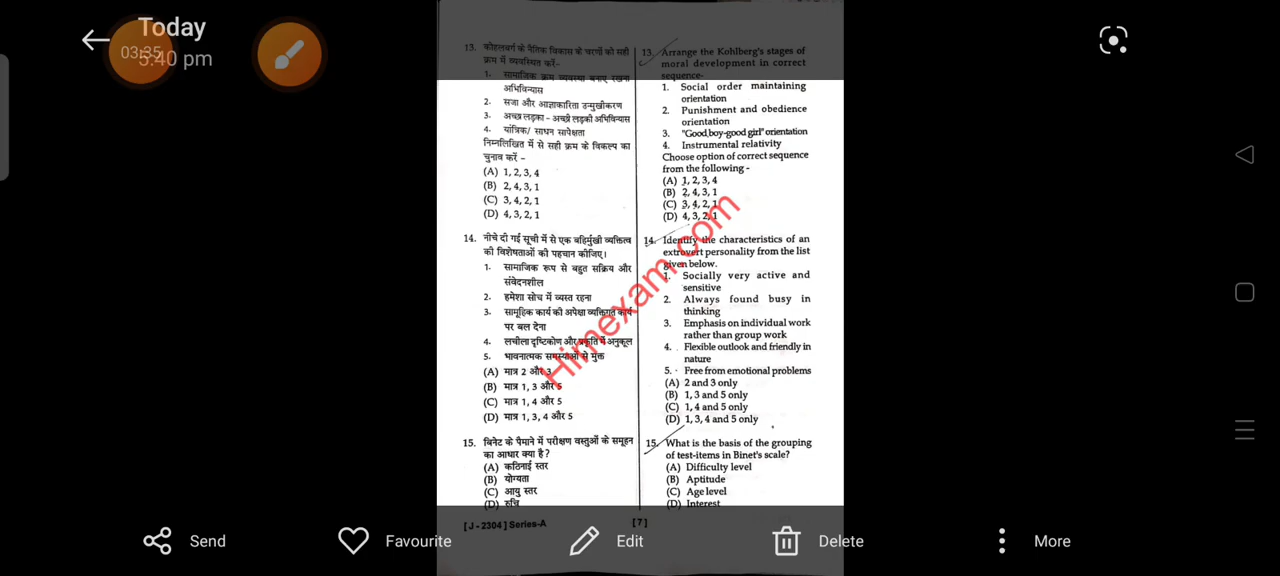 Today
03:35
5:40 pm
13. कोहलबर्ग के नैतिक विकास के चरणों को सही
क्रम में व्यवस्थित करें-
1. सामाजिक क्रम व्यवस्था बनाए रखना
अभिविन्यास
2. सजा और आज्ञाकारिता उन्मुखीकरण
3. अच्छा लड़का - अच्छी लड़की अभिविन्यास
4. यांत्रिक/ साधन सापेक्षता
निम्नलिखित में से सही क्रम के विकल्प का
चुनाव करें -
(A) 1, 2, 3, 4
(B) 2, 4, 3, 1
(C) 3, 4, 2, 1
(D) 4, 3, 2, 1
14. नीचे दी गई सूची में से एक बहिर्मुखी व्यक्तित्व
की विशेषताओं की पहचान कीजिए।
1. सामाजिक रूप से बहुत सक्रिय और
संवेदनशील
2. हमेशा सोच में व्यस्त रहना
3. सामूहिक कार्य की अपेक्षा व्यक्तिगत कार्य
पर बल देना
4. लचीला दृष्टिकोण और प्रकृति में अनुकूल
5. भावनात्मक समस्याओं से मुक्त
(A) मात्र 2 और 3
(B) मात्र 1, 3 और 5
(C) मात्र 1, 4 और 5
(D) मात्र 1, 3, 4 और 5
15. बिनेट के पैमाने में परीक्षण वस्तुओं के समूहन
का आधार क्या है?
(A) कठिनाई स्तर
(B) योग्यता
(C) आयु स्तर
(D) रुचि
13. Arrange the Kohlberg's stages of
moral development in correct
sequence-
1. Social order maintaining
orientation
2. Punishment and obedience
orientation
3. "Good boy-good girl" orientation
4. Instrumental relativity
Choose option of correct sequence
from the following -
(A) 1, 2, 3, 4
(B) 2, 4, 3, 1
(C) 3, 4, 2, 1
(D) 4, 3, 2, 1
14. Identify the characteristics of an
extrovert personality from the list
given below.
1. Socially very active and
sensitive
2. Always found busy in
thinking
3. Emphasis on individual work
rather than group work
4. Flexible outlook and friendly in
nature
5. Free from emotional problems
(A) 2 and 3 only
(B) 1, 3 and 5 only
(C) 1, 4 and 5 only
(D) 1, 3, 4 and 5 only
15. What is the basis of the grouping
of test-items in Binet's scale?
(A) Difficulty level
(B) Aptitude
(C) Age level
(D) Interest
Himexam.com
[ J - 2304 ] Series-A
[7]
Send
Favourite
Edit
Delete
More